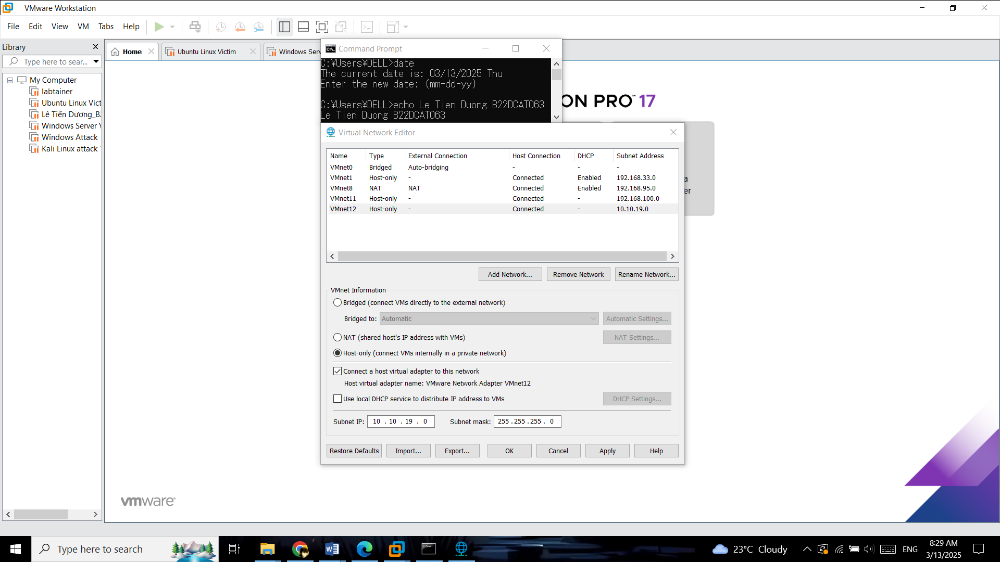 VMware Workstation
File Edit View VM Tabs Help
Library
Type here to sear...
My Computer
labtainer
Ubuntu Linux Vict
Lê Tiến Dương_B2
Windows Server V
Windows Attack
Kali Linux attack
Home
Ubuntu Linux Victim
Windows Serv
Command Prompt
C:¥Users¥DELL>date
The current date is: 03/13/2025 Thu
Enter the new date: (mm-dd-yy)
C:¥Users¥DELL>echo Le Tien Duong B22DCAT063
Le Tien Duong B22DCAT063
ON PRO™ 17
a
er
Virtual Network Editor
Name Type External Connection Host Connection DHCP Subnet Address
VMnet0 Bridged Auto-bridging - - -
VMnet1 Host-only - Connected Enabled 192.168.33.0
VMnet8 NAT NAT Connected Enabled 192.168.95.0
VMnet11 Host-only - Connected - 192.168.100.0
VMnet12 Host-only - Connected - 10.10.19.0
Add Network... Remove Network Rename Network...
VMnet Information
Bridged (connect VMs directly to the external network)
Bridged to: Automatic Automatic Settings...
NAT (shared host's IP address with VMs) NAT Settings...
Host-only (connect VMs internally in a private network)
Connect a host virtual adapter to this network
Host virtual adapter name: VMware Network Adapter VMnet12
Use local DHCP service to distribute IP address to VMs DHCP Settings...
Subnet IP: 10 . 10 . 19 . 0 Subnet mask: 255 . 255 . 255 . 0
Restore Defaults Import... Export... OK Cancel Apply Help
vmware®
Type here to search
23°C Cloudy
ENG
8:29 AM
3/13/2025